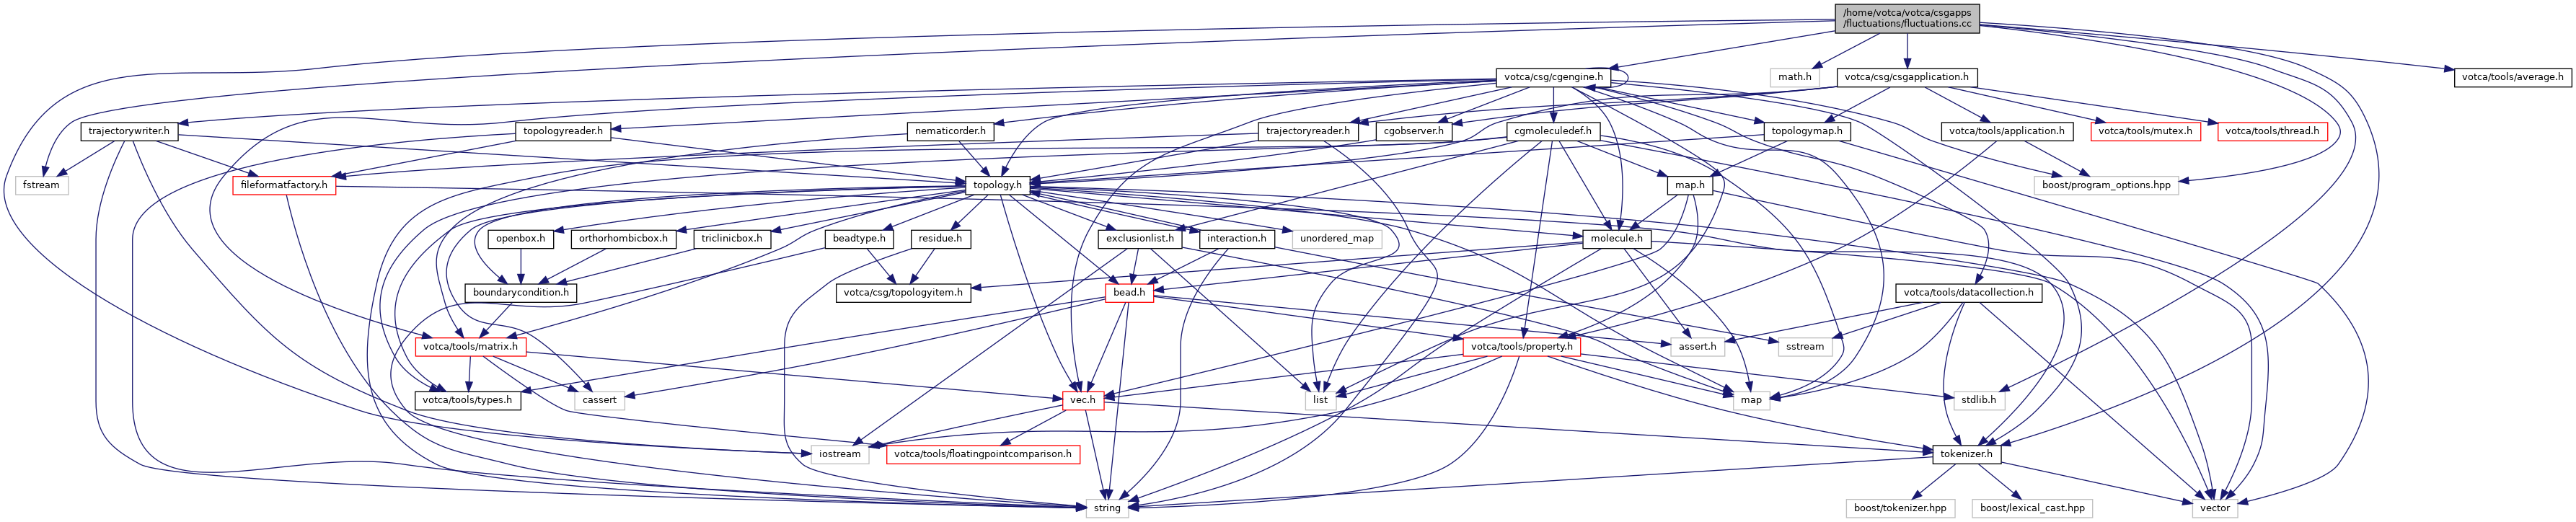 /home/votca/votca/csgapps
/fluctuations/fluctuations.cc
votca/csg/cgengine.h
math.h
votca/csg/csgapplication.h
votca/tools/average.h
trajectorywriter.h
topologyreader.h
nematicorder.h
trajectoryreader.h
cgobserver.h
cgmoleculedef.h
topologymap.h
votca/tools/application.h
votca/tools/mutex.h
votca/tools/thread.h
fstream
fileformatfactory.h
topology.h
map.h
boost/program_options.hpp
openbox.h
orthorhombicbox.h
triclinicbox.h
beadtype.h
residue.h
exclusionlist.h
interaction.h
unordered_map
molecule.h
boundarycondition.h
votca/csg/topologyitem.h
bead.h
votca/tools/datacollection.h
votca/tools/matrix.h
votca/tools/property.h
assert.h
sstream
votca/tools/types.h
cassert
vec.h
list
map
stdlib.h
iostream
votca/tools/floatingpointcomparison.h
tokenizer.h
string
boost/tokenizer.hpp
boost/lexical_cast.hpp
vector